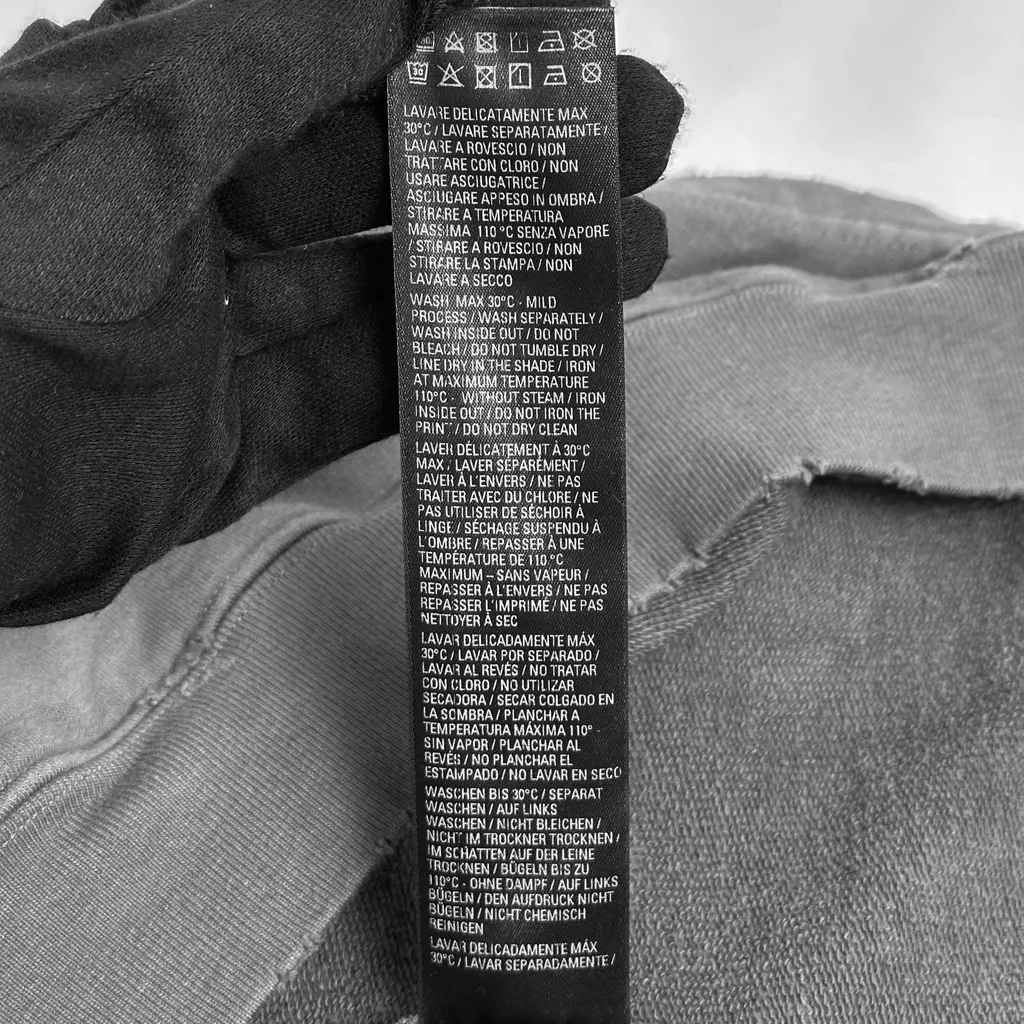 30
LAVARE DELICATAMENTE MAX
30°C / LAVARE SEPARATAMENTE /
LAVARE A ROVESCIO / NON
TRATTARE CON CLORO / NON
USARE ASCIUGATRICE /
ASCIUGARE APPESO IN OMBRA /
STIRARE A TEMPERATURA
MASSIMA 110 °C SENZA VAPORE
/ STIRARE A ROVESCIO / NON
STIRARE LA STAMPA / NON
LAVARE A SECCO
WASH MAX 30°C - MILD
PROCESS / WASH SEPARATELY /
WASH INSIDE OUT / DO NOT
BLEACH / DO NOT TUMBLE DRY /
LINE DRY IN THE SHADE / IRON
AT MAXIMUM TEMPERATURE
110°C - WITHOUT STEAM / IRON
INSIDE OUT / DO NOT IRON THE
PRINT / DO NOT DRY CLEAN
LAVER DÉLICATEMENT À 30°C
MAX / LAVER SÉPARÉMENT /
LAVER À L'ENVERS / NE PAS
TRAITER AVEC DU CHLORE / NE
PAS UTILISER DE SÉCHOIR À
LINGE / SÉCHAGE SUSPENDU À
L'OMBRE / REPASSER À UNE
TEMPÉRATURE DE 110 °C
MAXIMUM – SANS VAPEUR /
REPASSER À L'ENVERS / NE PAS
REPASSER L'IMPRIMÉ / NE PAS
NETTOYER À SEC
LAVAR DELICADAMENTE MÁX
30°C / LAVAR POR SEPARADO /
LAVAR AL REVÉS / NO TRATAR
CON CLORO / NO UTILIZAR
SECADORA / SECAR COLGADO EN
LA SOMBRA / PLANCHAR A
TEMPERATURA MÁXIMA 110° -
SIN VAPOR / PLANCHAR AL
REVÉS / NO PLANCHAR EL
ESTAMPADO / NO LAVAR EN SECO
WASCHEN BIS 30°C / SEPARAT
WASCHEN / AUF LINKS
WASCHEN / NICHT BLEICHEN /
NICHT IM TROCKNER TROCKNEN /
IM SCHATTEN AUF DER LEINE
TROCKNEN / BÜGELN BIS ZU
110°C - OHNE DAMPF / AUF LINKS
BÜGELN / DEN AUFDRUCK NICHT
BÜGELN / NICHT CHEMISCH
REINIGEN
LAVAR DELICADAMENTE MÁX
30°C / LAVAR SEPARADAMENTE /